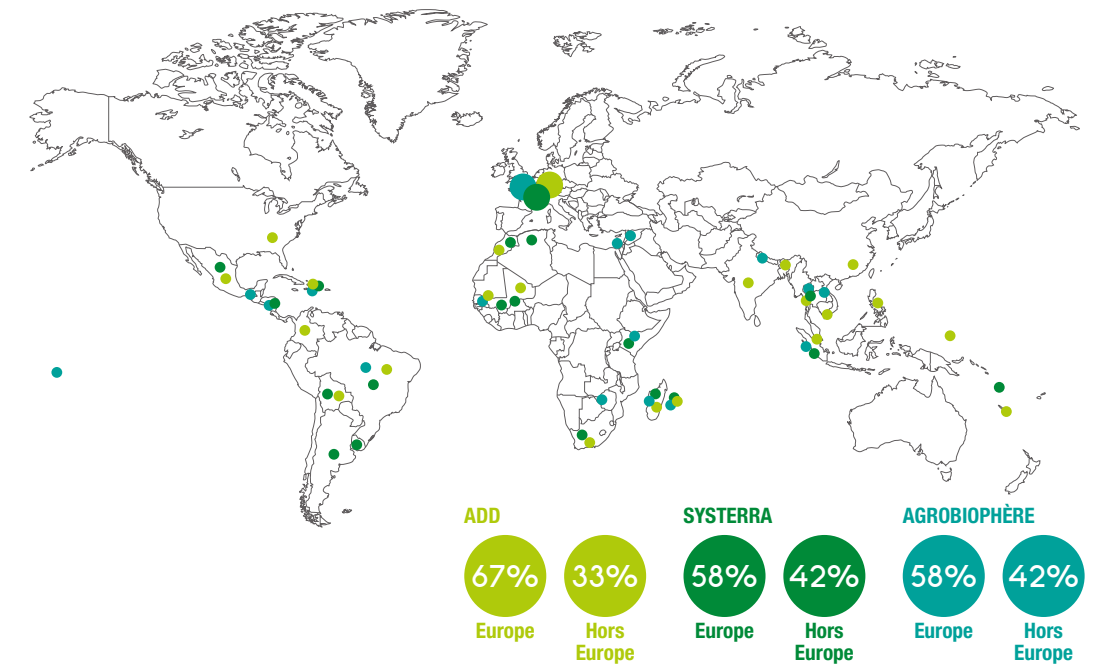 ADD
67%
Europe
33%
Hors
Europe
SYSTERRA
58%
Europe
42%
Hors
Europe
AGROBIOPHÈRE
58%
Europe
42%
Hors
Europe